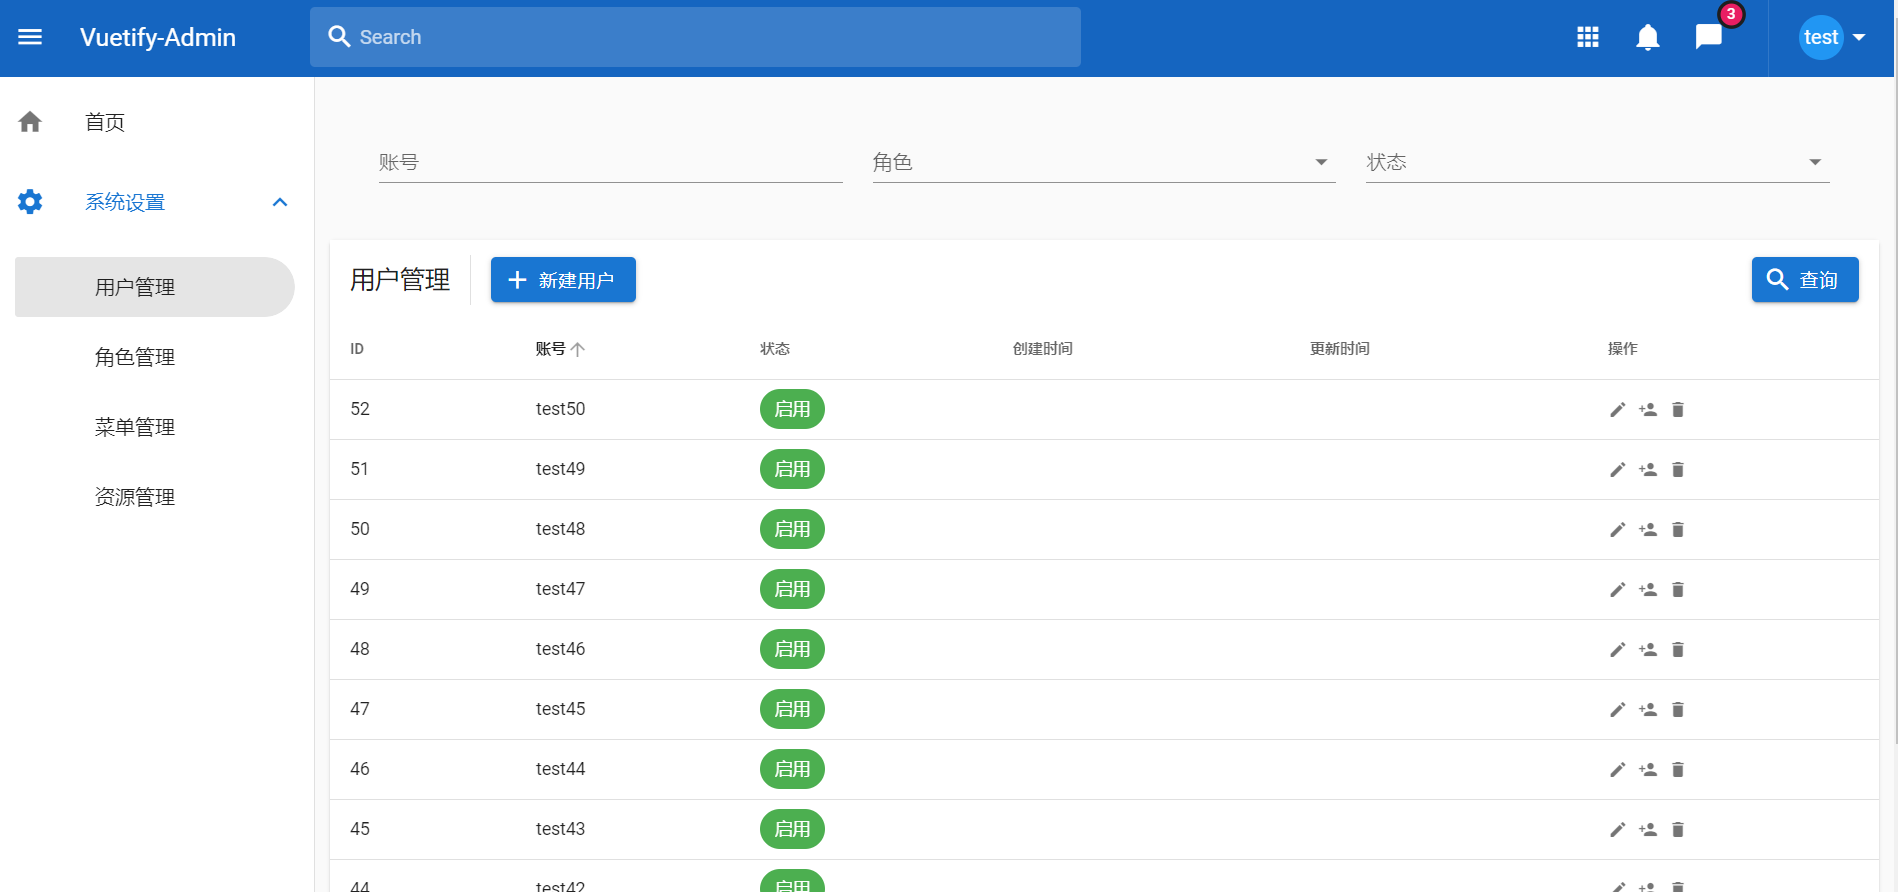 Vuetify-Admin
Search
3
test
首页
系统设置
用户管理
角色管理
菜单管理
资源管理
账号
角色
状态
用户管理
新建用户
查询
ID 账号 状态 创建时间 更新时间 操作
52 test50 启用
51 test49 启用
50 test48 启用
49 test47 启用
48 test46 启用
47 test45 启用
46 test44 启用
45 test43 启用
44 test42 启用